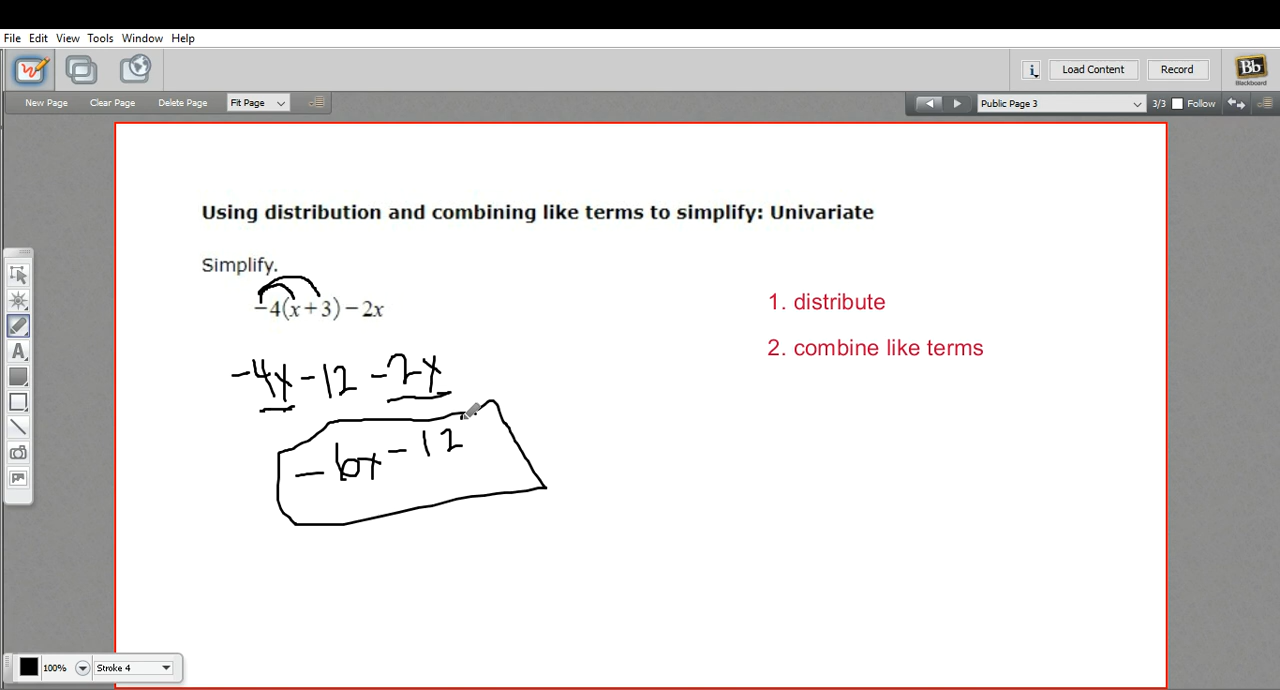 File Edit View Tools Window Help
i Load Content Record Bb
Blackboard
New Page Clear Page Delete Page Fit Page Public Page 3 3/3 Follow
Using distribution and combining like terms to simplify: Univariate
Simplify.
−4(x+3)−2x
1. distribute
2. combine like terms
-4x-12-2x
-6x-12
A
100% Stroke 4